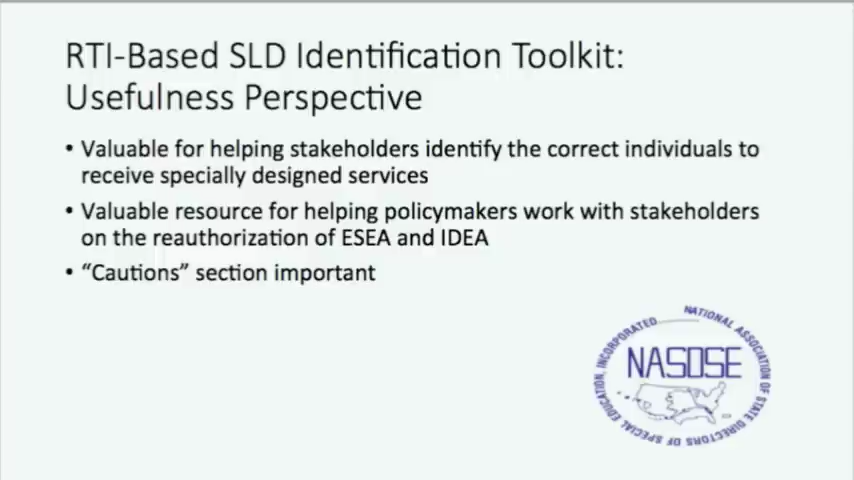 RTI-Based SLD Identification Toolkit:
Usefulness Perspective
• Valuable for helping stakeholders identify the correct individuals to
receive specially designed services
• Valuable resource for helping policymakers work with stakeholders
on the reauthorization of ESEA and IDEA
• “Cautions” section important
NATIONAL ASSOCIATION OF STATE DIRECTORS OF SPECIAL EDUCATION, INCORPORATED
NASDSE